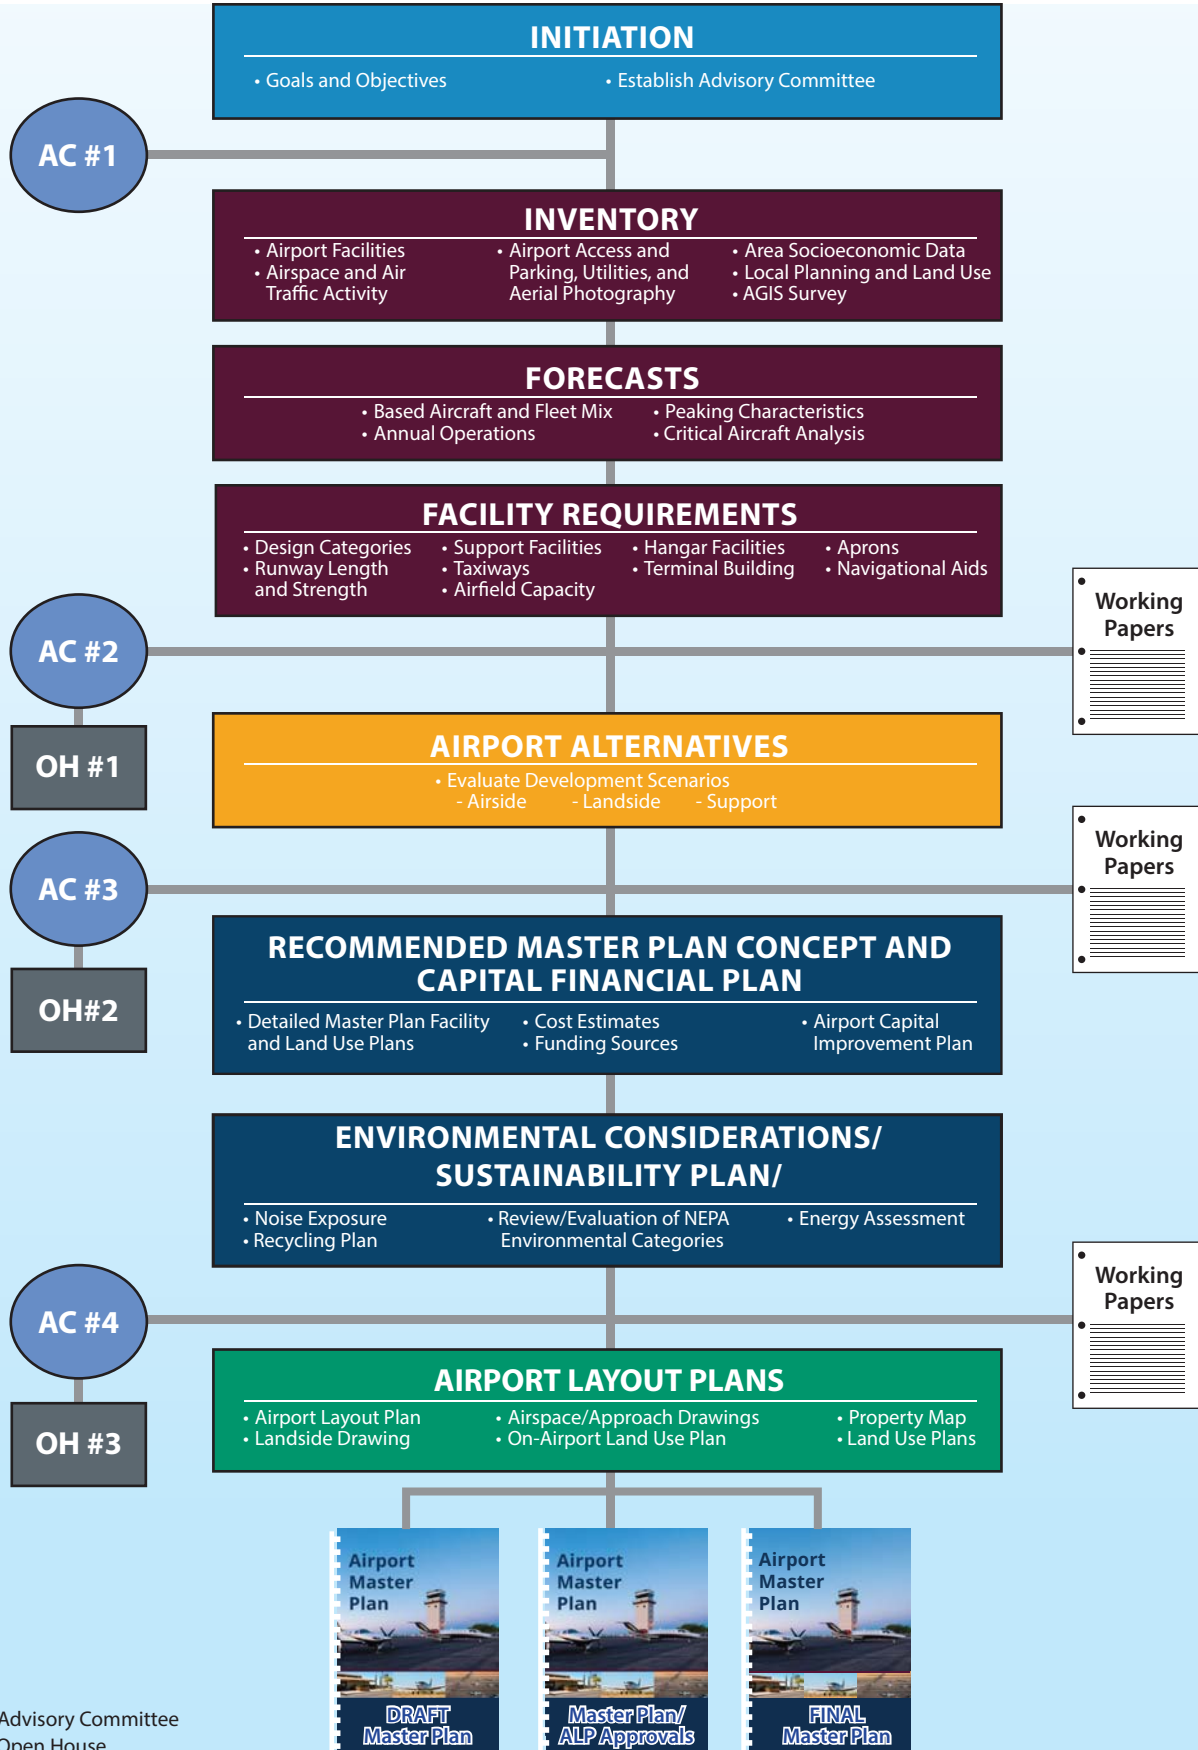 INITIATION
• Goals and Objectives
• Establish Advisory Committee
AC #1
INVENTORY
• Airport Facilities
• Airspace and Air
Traffic Activity
• Airport Access and
Parking, Utilities, and
Aerial Photography
• Area Socioeconomic Data
• Local Planning and Land Use
• AGIS Survey
FORECASTS
• Based Aircraft and Fleet Mix
• Annual Operations
• Peaking Characteristics
• Critical Aircraft Analysis
FACILITY REQUIREMENTS
• Design Categories
• Runway Length
and Strength
• Support Facilities
• Taxiways
• Airfield Capacity
• Hangar Facilities
• Terminal Building
• Aprons
• Navigational Aids
AC #2
Working
Papers
OH #1
AIRPORT ALTERNATIVES
• Evaluate Development Scenarios
- Airside
- Landside
- Support
AC #3
Working
Papers
OH#2
RECOMMENDED MASTER PLAN CONCEPT AND
CAPITAL FINANCIAL PLAN
• Detailed Master Plan Facility
and Land Use Plans
• Cost Estimates
• Funding Sources
• Airport Capital
Improvement Plan
ENVIRONMENTAL CONSIDERATIONS/
SUSTAINABILITY PLAN/
• Noise Exposure
• Recycling Plan
• Review/Evaluation of NEPA
Environmental Categories
• Energy Assessment
AC #4
Working
Papers
OH #3
AIRPORT LAYOUT PLANS
• Airport Layout Plan
• Landside Drawing
• Airspace/Approach Drawings
• On-Airport Land Use Plan
• Property Map
• Land Use Plans
Airport
Master
Plan
DRAFT
Master Plan
Airport
Master
Plan
Master Plan/
ALP Approvals
Airport
Master
Plan
FINAL
Master Plan
Advisory Committee
Open House